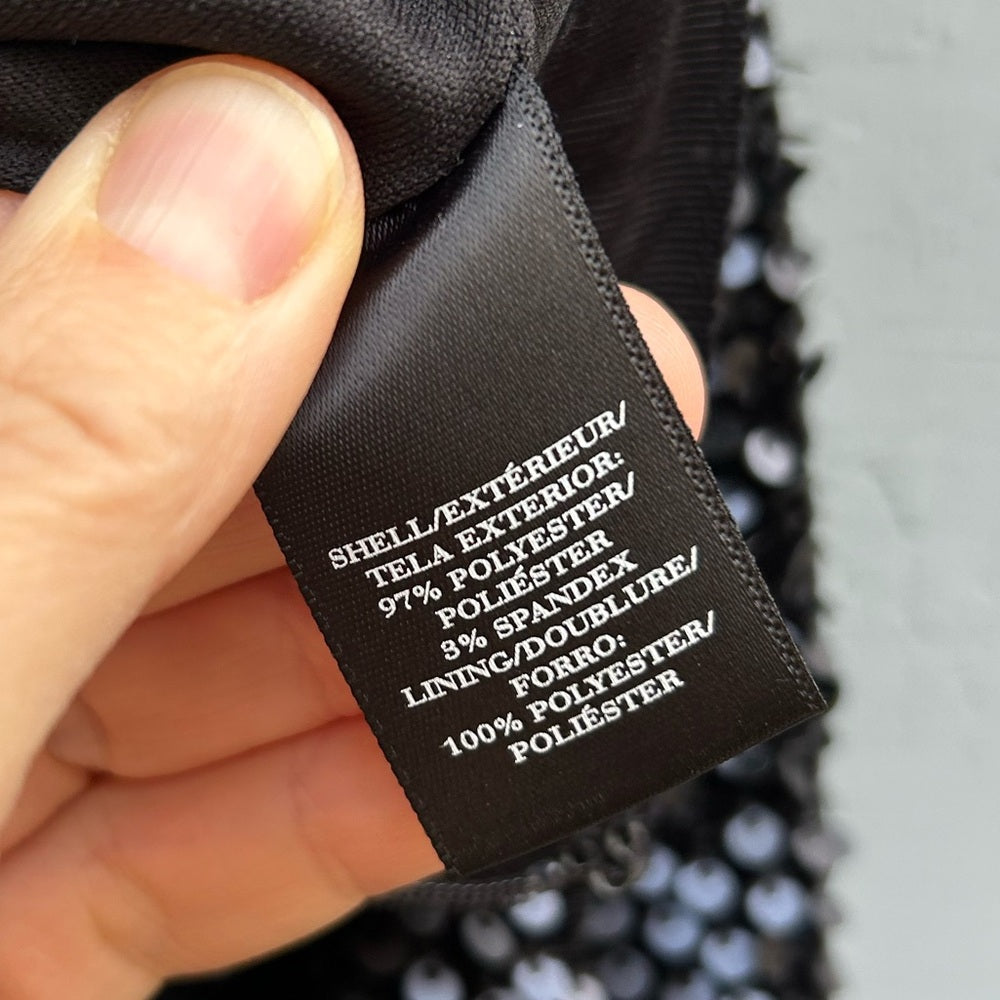 SHELL/EXTÉRIEUR/
TELA EXTERIOR:
97% POLYESTER/
POLIÉSTER
3% SPANDEX
LINING/DOUBLURE/
FORRO:
100% POLYESTER/
POLIÉSTER